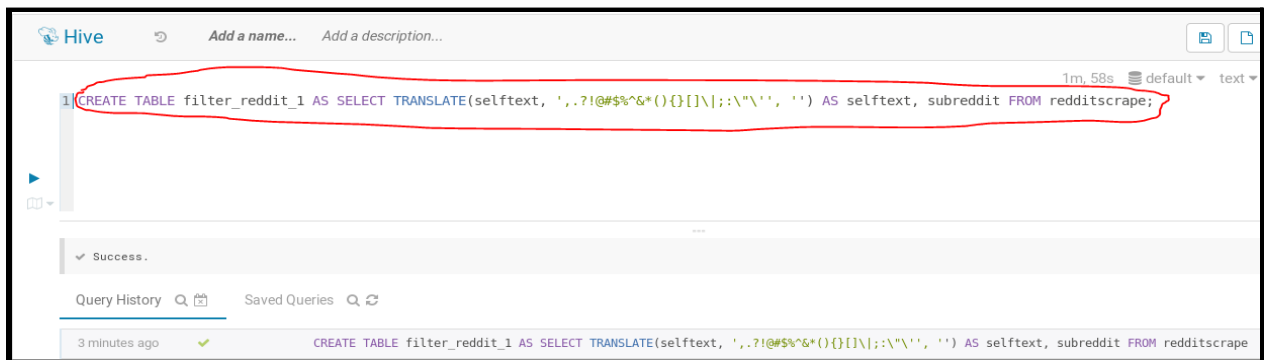 Hive Add a name... Add a description...
1m, 58s default text
1 CREATE TABLE filter_reddit_1 AS SELECT TRANSLATE(selftext, ',.?!@#$%^&*(){}[]\|;:\"\'', '') AS selftext, subreddit FROM redditscrape;
Success.
Query History Saved Queries
3 minutes ago CREATE TABLE filter_reddit_1 AS SELECT TRANSLATE(selftext, ',.?!@#$%^&*(){}[]\|;:\"\'', '') AS selftext, subreddit FROM redditscrape